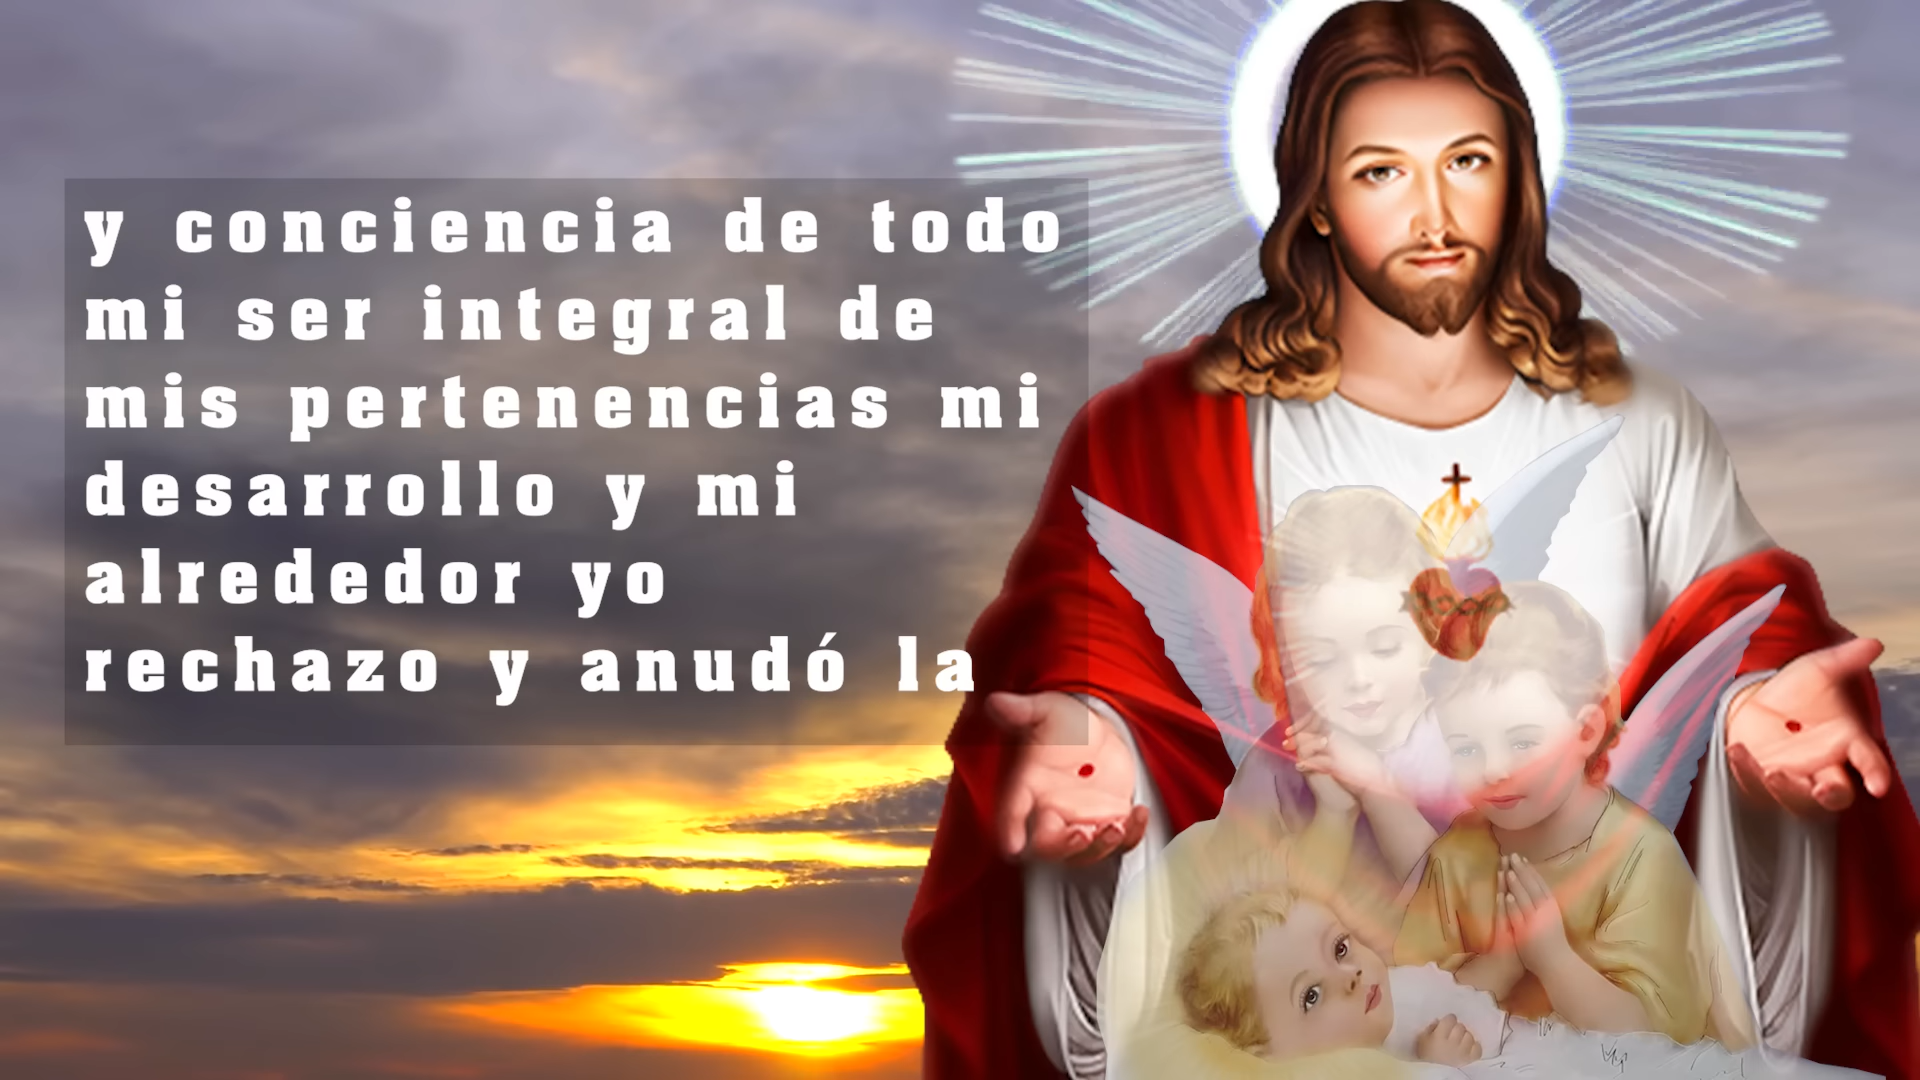 y conciencia de todo
mi ser integral de
mis pertenencias mi
desarrollo y mi
alrededor yo
rechazo y anudó la